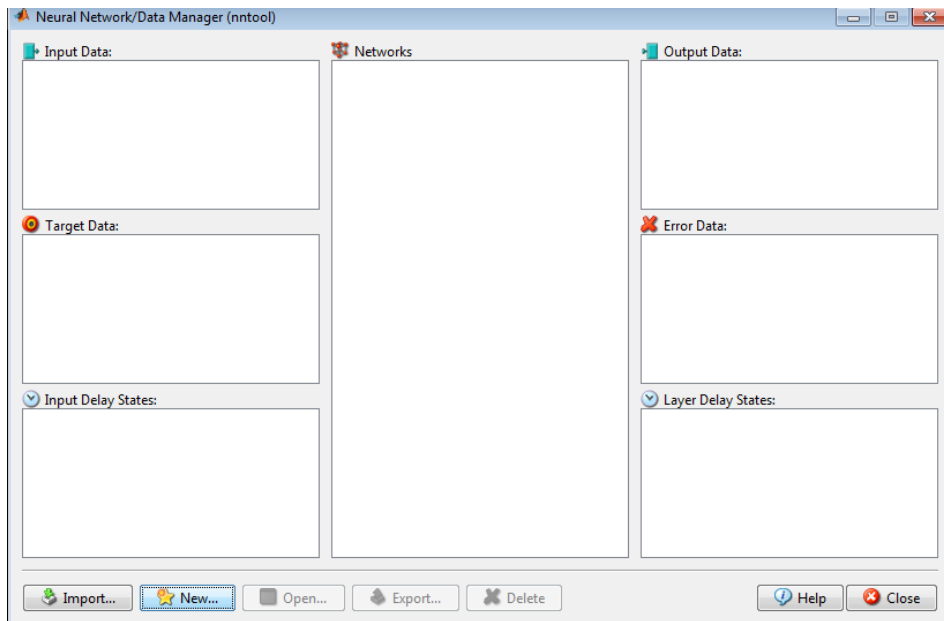 Neural Network/Data Manager (nntool)
Input Data:
Networks
Output Data:
Target Data:
Error Data:
Input Delay States:
Layer Delay States:
Import...
New...
Open...
Export...
Delete
Help
Close